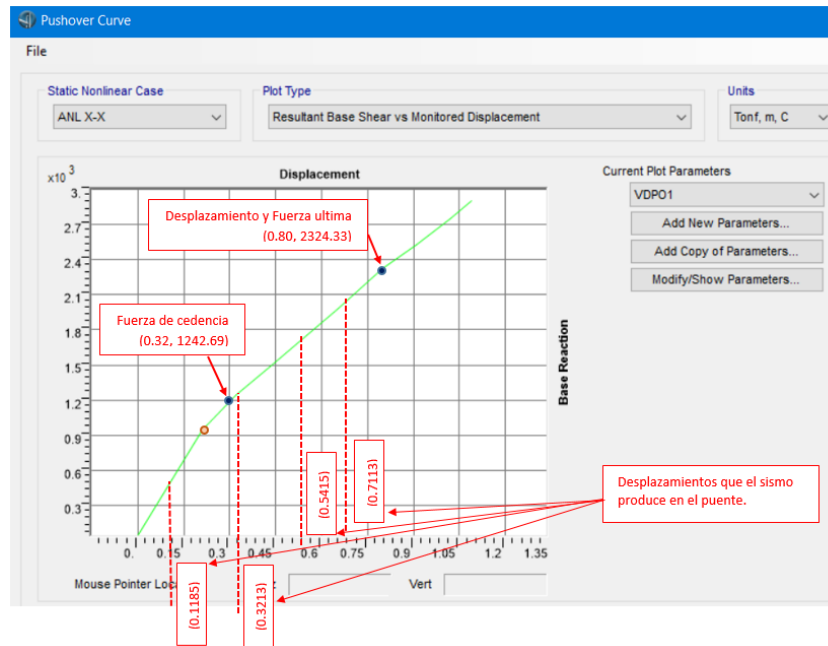 Pushover Curve
File
Static Nonlinear Case
ANL X-X
Plot Type
Resultant Base Shear vs Monitored Displacement
Units
Tonf, m, C
x10 3
Displacement
3.
2.7
2.4
2.1
1.8
1.5
1.2
0.9
0.6
0.3
Desplazamiento y Fuerza ultima
(0.80, 2324.33)
Fuerza de cedencia
(0.32, 1242.69)
Base Reaction
Current Plot Parameters
VDPO1
Add New Parameters...
Add Copy of Parameters...
Modify/Show Parameters...
(0.5415)
(0.7113)
Desplazamientos que el sismo
produce en el puente.
0. 0.15 0.3 0.45 0.6 0.75 0.9 1.05 1.2 1.35
Mouse Pointer
Vert
(0.1185)
(0.3213)